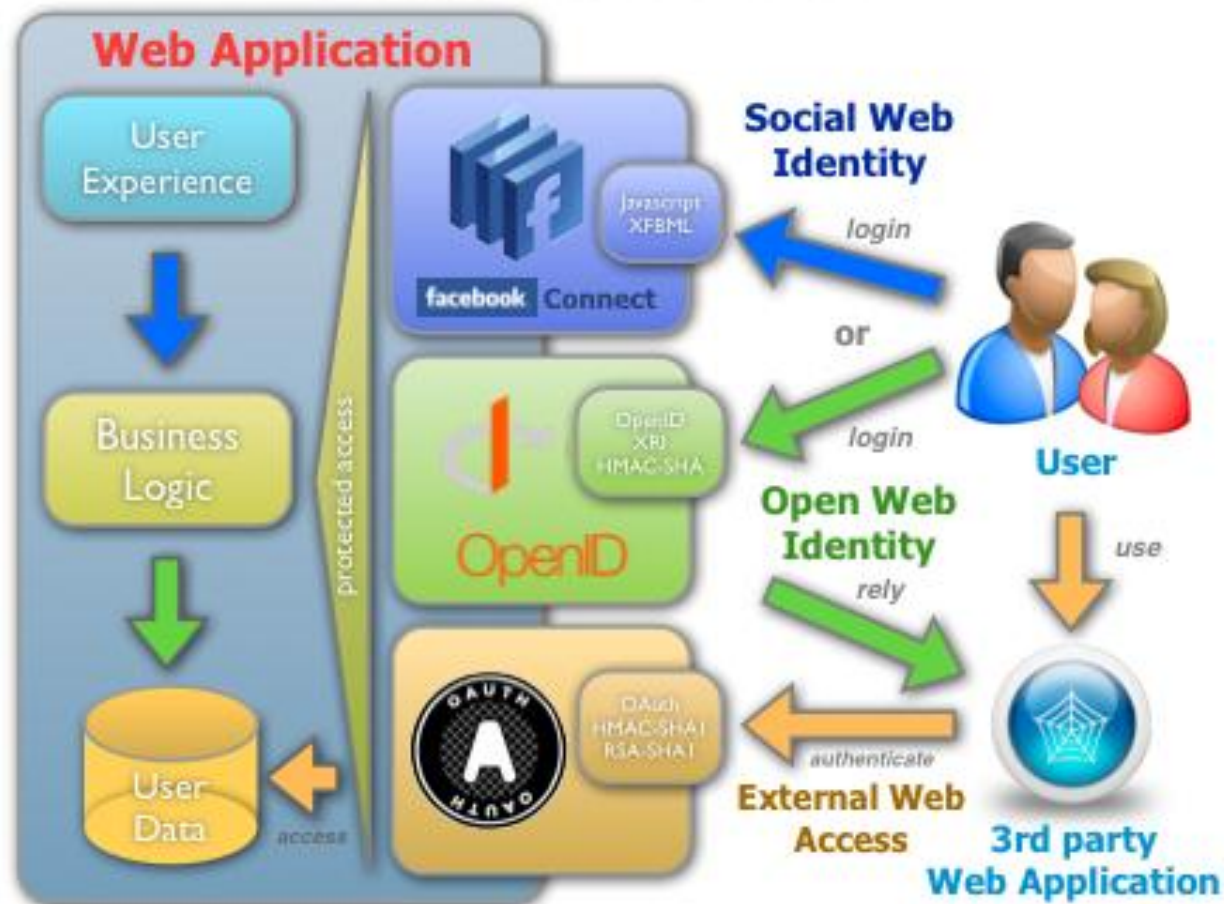 Web Application
User
Experience
Business
Logic
User
Data
access
protected access
Javascript
XFBML
facebook Connect
OpenID
XRI
HMAC-SHA
OpenID
OAUTH
A
OAUTH
OAuth
HMAC-SHA1
RSA-SHA1
Social Web
Identity
login
or
login
User
Open Web
Identity
rely
use
authenticate
External Web
Access
3rd party
Web Application